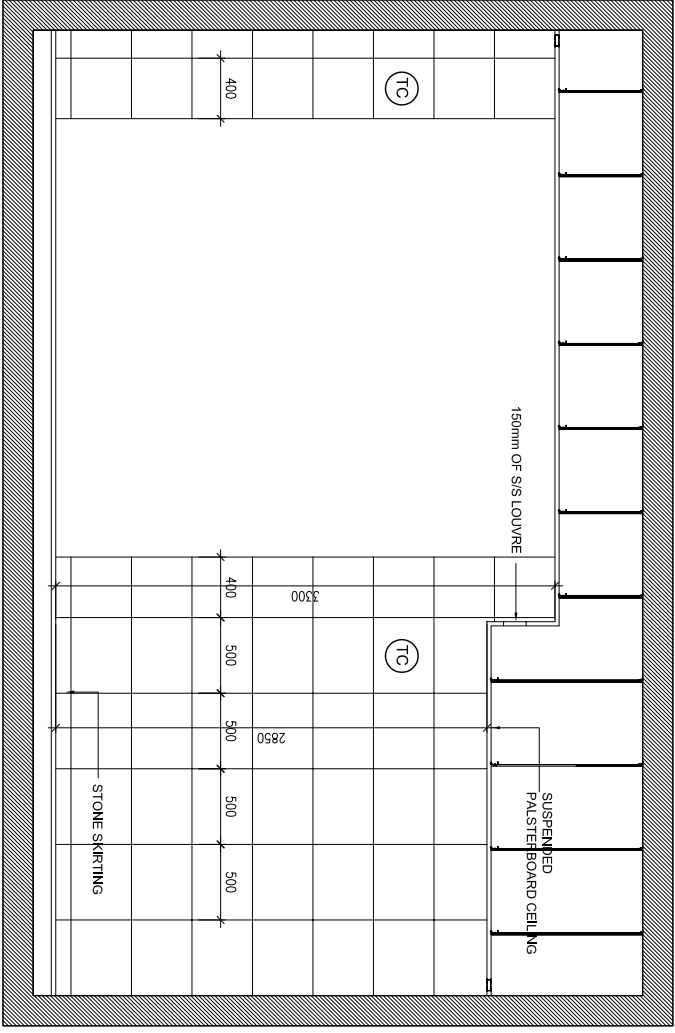 SUSPENDED
PALSTERBOARD CEILING
150mm OF S/S LOUVRE
TC
TC
3300
2850
400
400
500
500
500
500
STONE SKIRTING